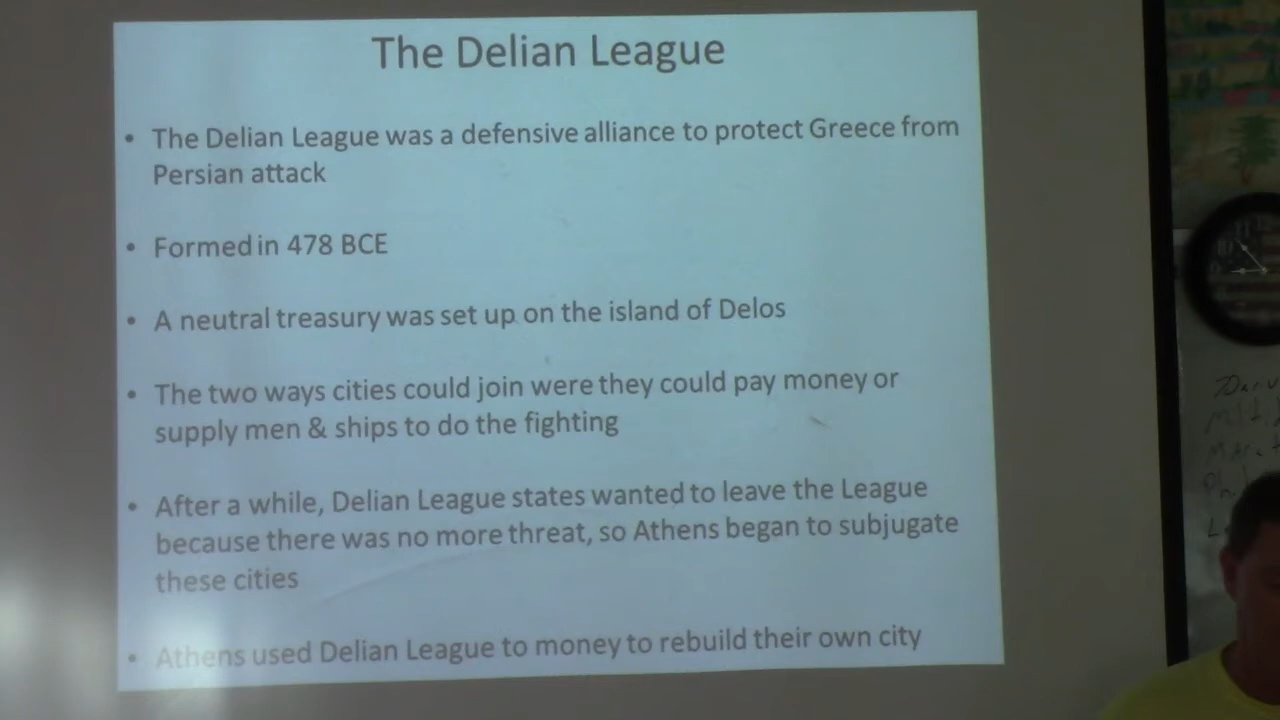 The Delian League
• The Delian League was a defensive alliance to protect Greece from
Persian attack
• Formed in 478 BCE
• A neutral treasury was set up on the island of Delos
• The two ways cities could join were they could pay money or
supply men & ships to do the fighting
• After a while, Delian League states wanted to leave the League
because there was no more threat, so Athens began to subjugate
these cities
• Athens used Delian League to money to rebuild their own city